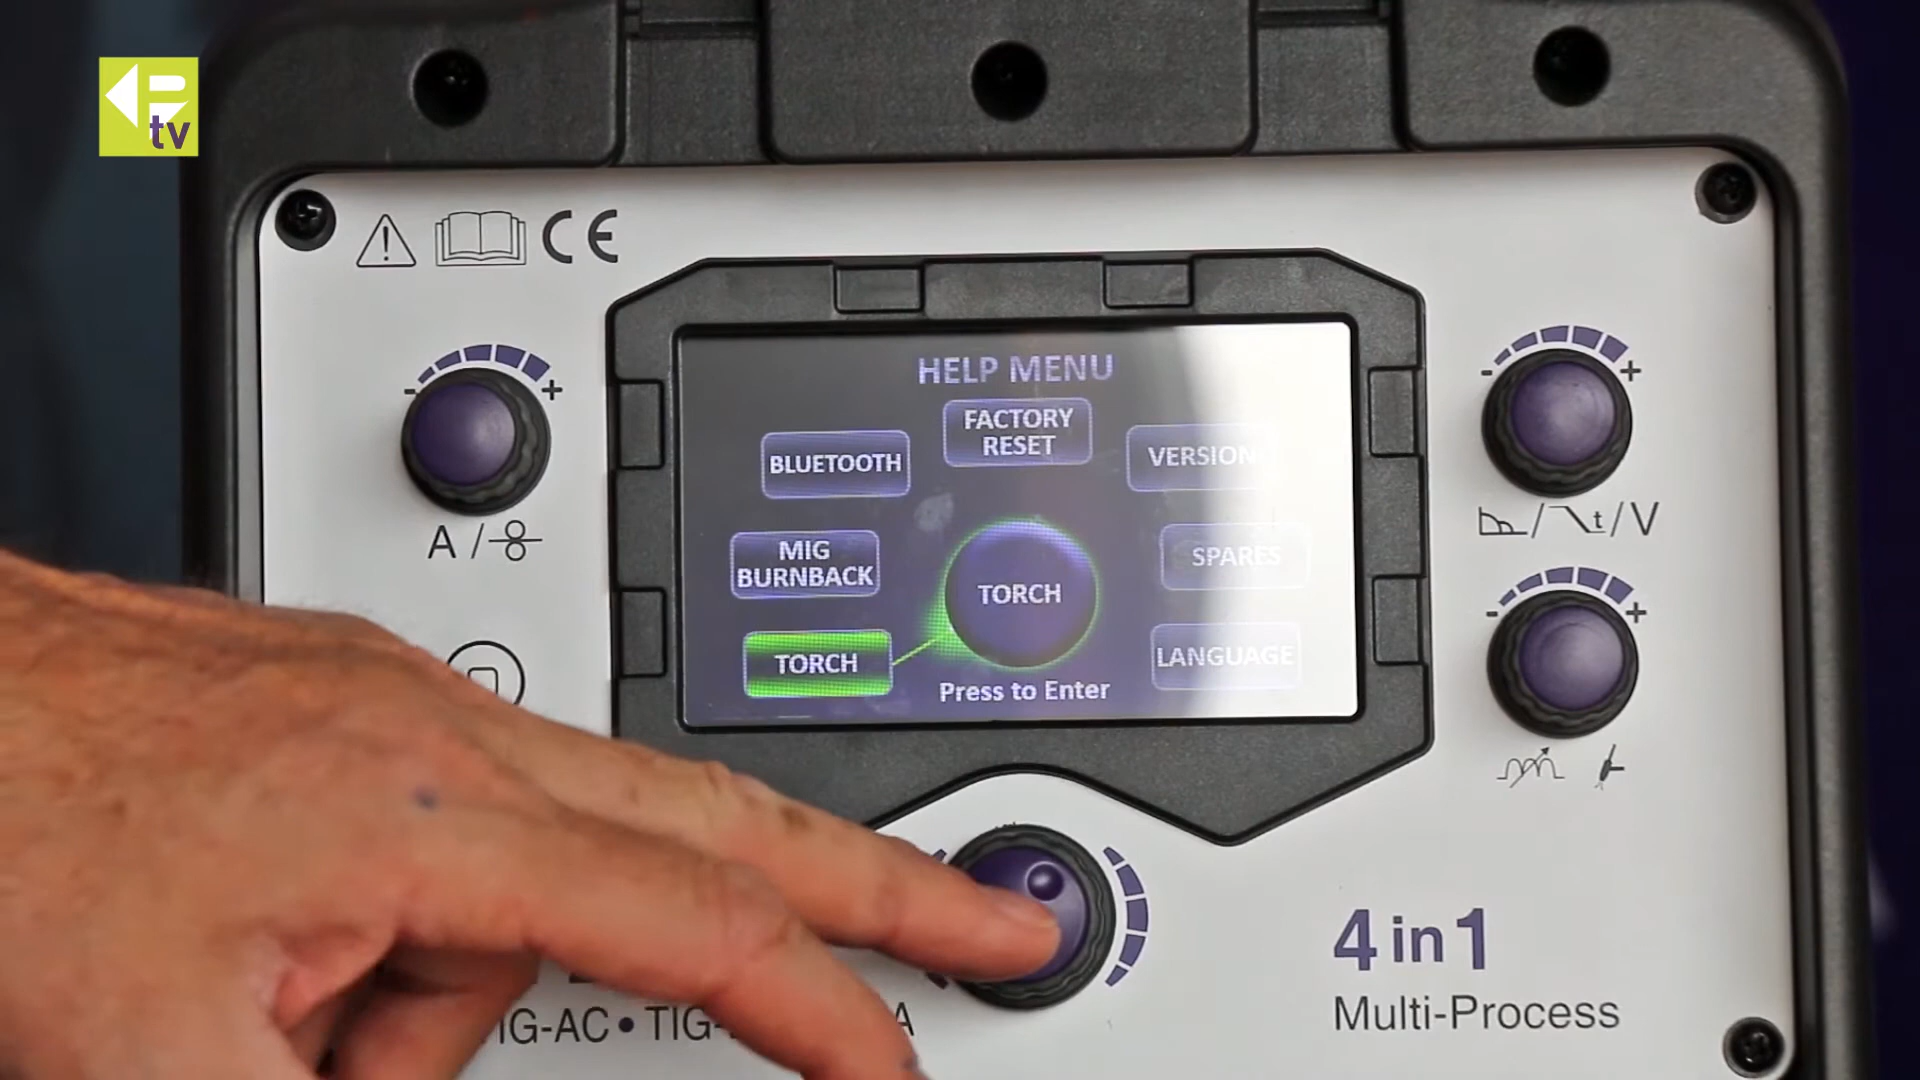 tv
CE
HELP MENU
FACTORY
RESET
BLUETOOTH
VERSION
MIG
BURNBACK
SPARES
TORCH
TORCH
LANGUAGE
Press to Enter
- +
- +
A /
/ t / V
- +
4 in 1
Multi-Process
IG-AC • TIG-
A